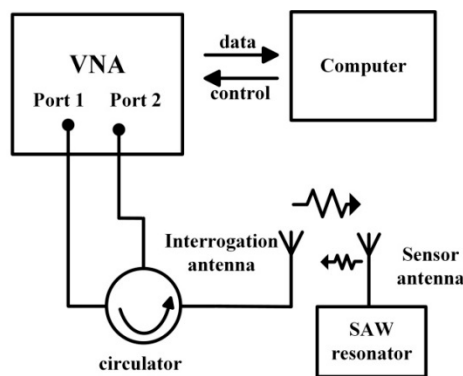 VNA
Port 1 Port 2
data
control
Computer
Interrogation
antenna
Sensor
antenna
circulator
SAW
resonator